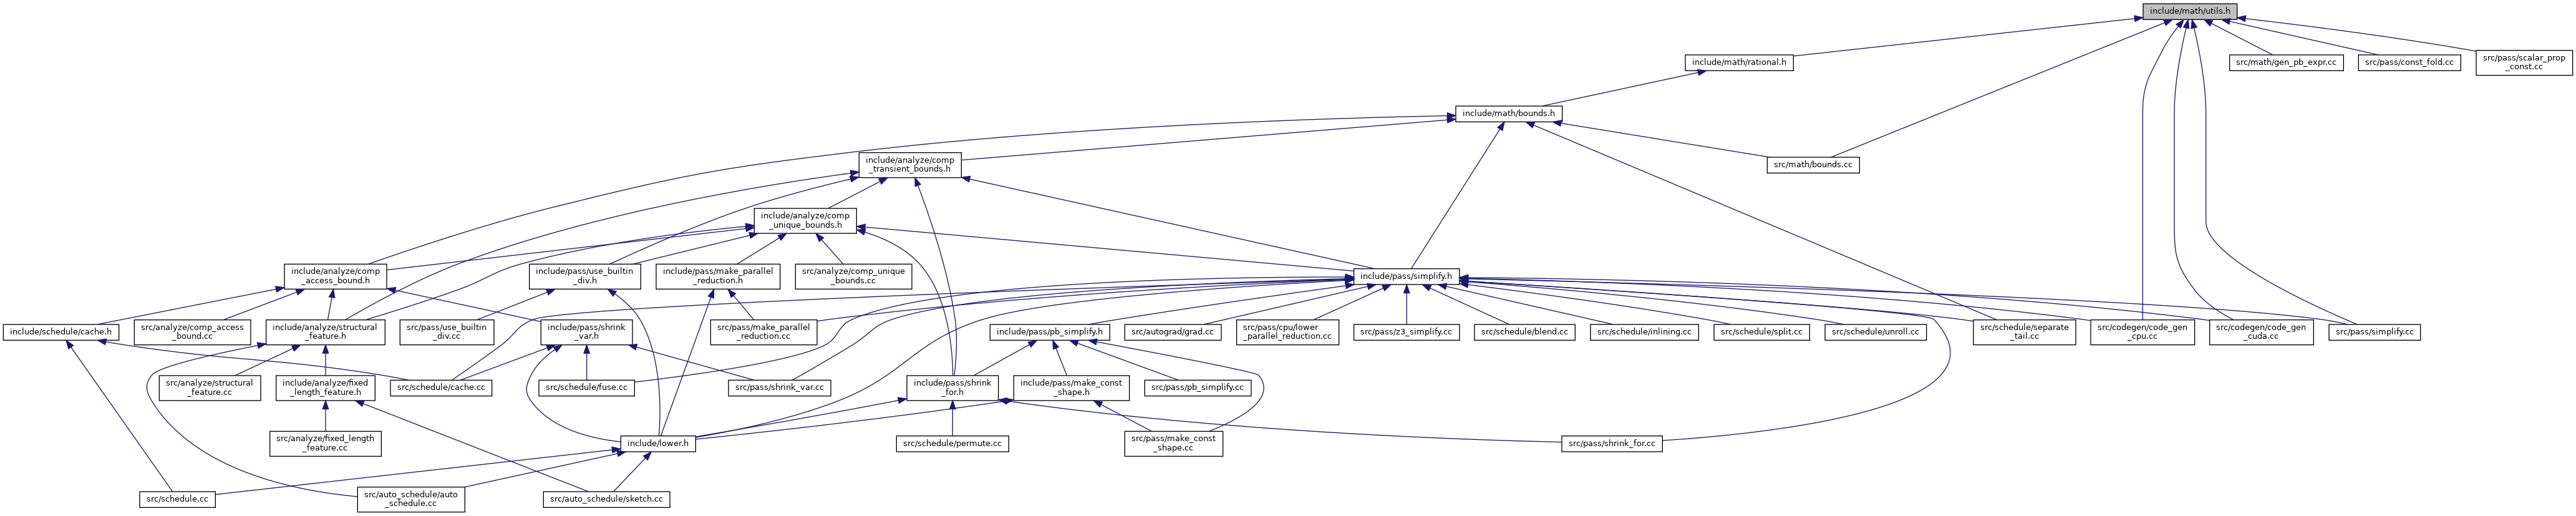 include/math/utils.h
include/math/rational.h
src/math/gen_pb_expr.cc
src/pass/const_fold.cc
src/pass/scalar_prop
_const.cc
include/math/bounds.h
include/analyze/comp
_transient_bounds.h
src/math/bounds.cc
include/analyze/comp
_unique_bounds.h
include/analyze/comp
_access_bound.h
include/pass/use_builtin
_div.h
include/pass/make_parallel
_reduction.h
src/analyze/comp_unique
_bounds.cc
include/pass/simplify.h
include/schedule/cache.h
src/analyze/comp_access
_bound.cc
include/analyze/structural
_feature.h
src/pass/use_builtin
_div.cc
include/pass/shrink
_var.h
src/pass/make_parallel
_reduction.cc
include/pass/pb_simplify.h
src/autograd/grad.cc
src/pass/cpu/lower
_parallel_reduction.cc
src/pass/z3_simplify.cc
src/schedule/blend.cc
src/schedule/inlining.cc
src/schedule/split.cc
src/schedule/unroll.cc
src/schedule/separate
_tail.cc
src/codegen/code_gen
_cpu.cc
src/codegen/code_gen
_cuda.cc
src/pass/simplify.cc
src/analyze/structural
_feature.cc
include/analyze/fixed
_length_feature.h
src/schedule/cache.cc
src/schedule/fuse.cc
src/pass/shrink_var.cc
include/pass/shrink
_for.h
include/pass/make_const
_shape.h
src/pass/pb_simplify.cc
src/analyze/fixed_length
_feature.cc
include/lower.h
src/schedule/permute.cc
src/pass/make_const
_shape.cc
src/pass/shrink_for.cc
src/schedule.cc
src/auto_schedule/auto
_schedule.cc
src/auto_schedule/sketch.cc